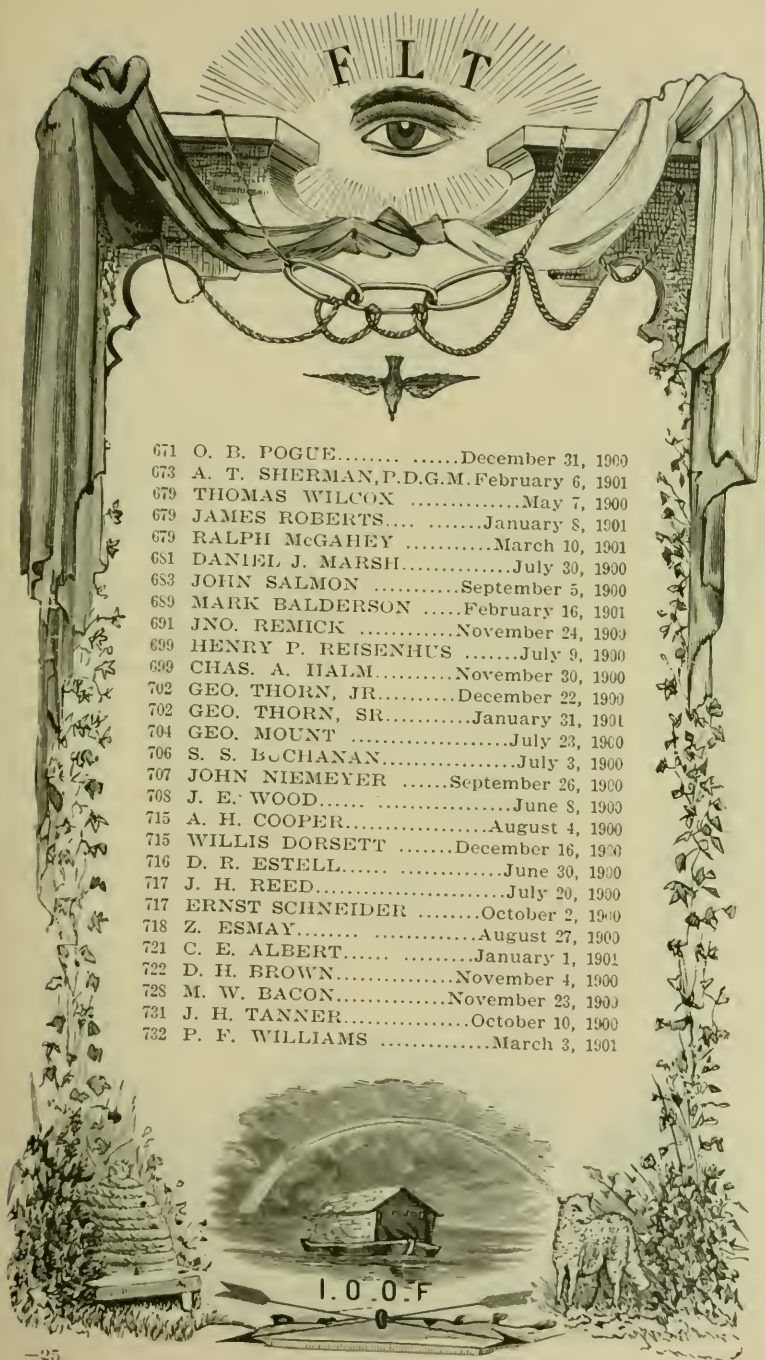 F L T
671 O. B. POGUE........ ......December 31, 1900
673 A. T. SHERMAN, P.D.G.M. February 6, 1901
679 THOMAS WILCOX ............May 7, 1900
679 JAMES ROBERTS.... .......January 8, 1901
679 RALPH McGAHEY ..........March 10, 1901
681 DANIEL J. MARSH.............July 30, 1900
683 JOHN SALMON ..........September 5, 1900
689 MARK BALDERSON .....February 16, 1901
691 JNO. REMICK ............November 24, 1900
699 HENRY P. REISENHUS .......July 9, 1900
699 CHAS. A. HALM..........November 30, 1900
702 GEO. THORN, JR..........December 22, 1900
702 GEO. THORN, SR.........January 31, 1901
704 GEO. MOUNT ................July 23, 1900
706 S. S. BUCHANAN.............July 3, 1900
707 JOHN NIEMEYER ......September 26, 1900
708 J. E. WOOD...... ..............June 8, 1900
715 A. H. COOPER...............August 4, 1900
715 WILLIS DORSETT .......December 16, 1900
716 D. R. ESTELL...... ...........June 30, 1900
717 J. H. REED....................July 20, 1900
717 ERNST SCHNEIDER ........October 2, 1900
718 Z. ESMAY........ ............August 27, 1900
721 C. E. ALBERT...... .........January 1, 1901
722 D. H. BROWN.............November 4, 1900
728 M. W. BACON............November 23, 1900
731 J. H. TANNER.............October 10, 1900
732 P. F. WILLIAMS .............March 3, 1901
I.O.O.F
—25